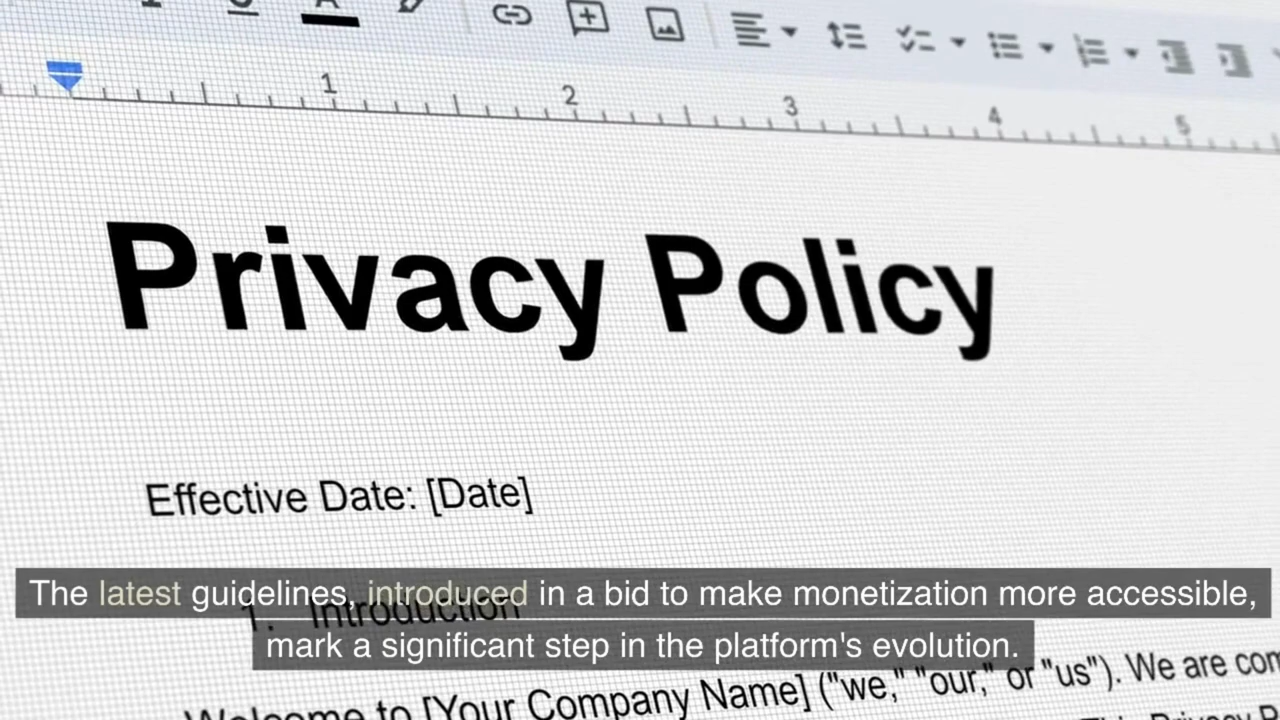 1 2 3 4 5
Privacy Policy
Effective Date: [Date]
The latest guidelines, introduced in a bid to make monetization more accessible,
1. Introduction
mark a significant step in the platform's evolution.
Welcome to [Your Company Name] ("we," "our," or "us"). We are
This Privacy